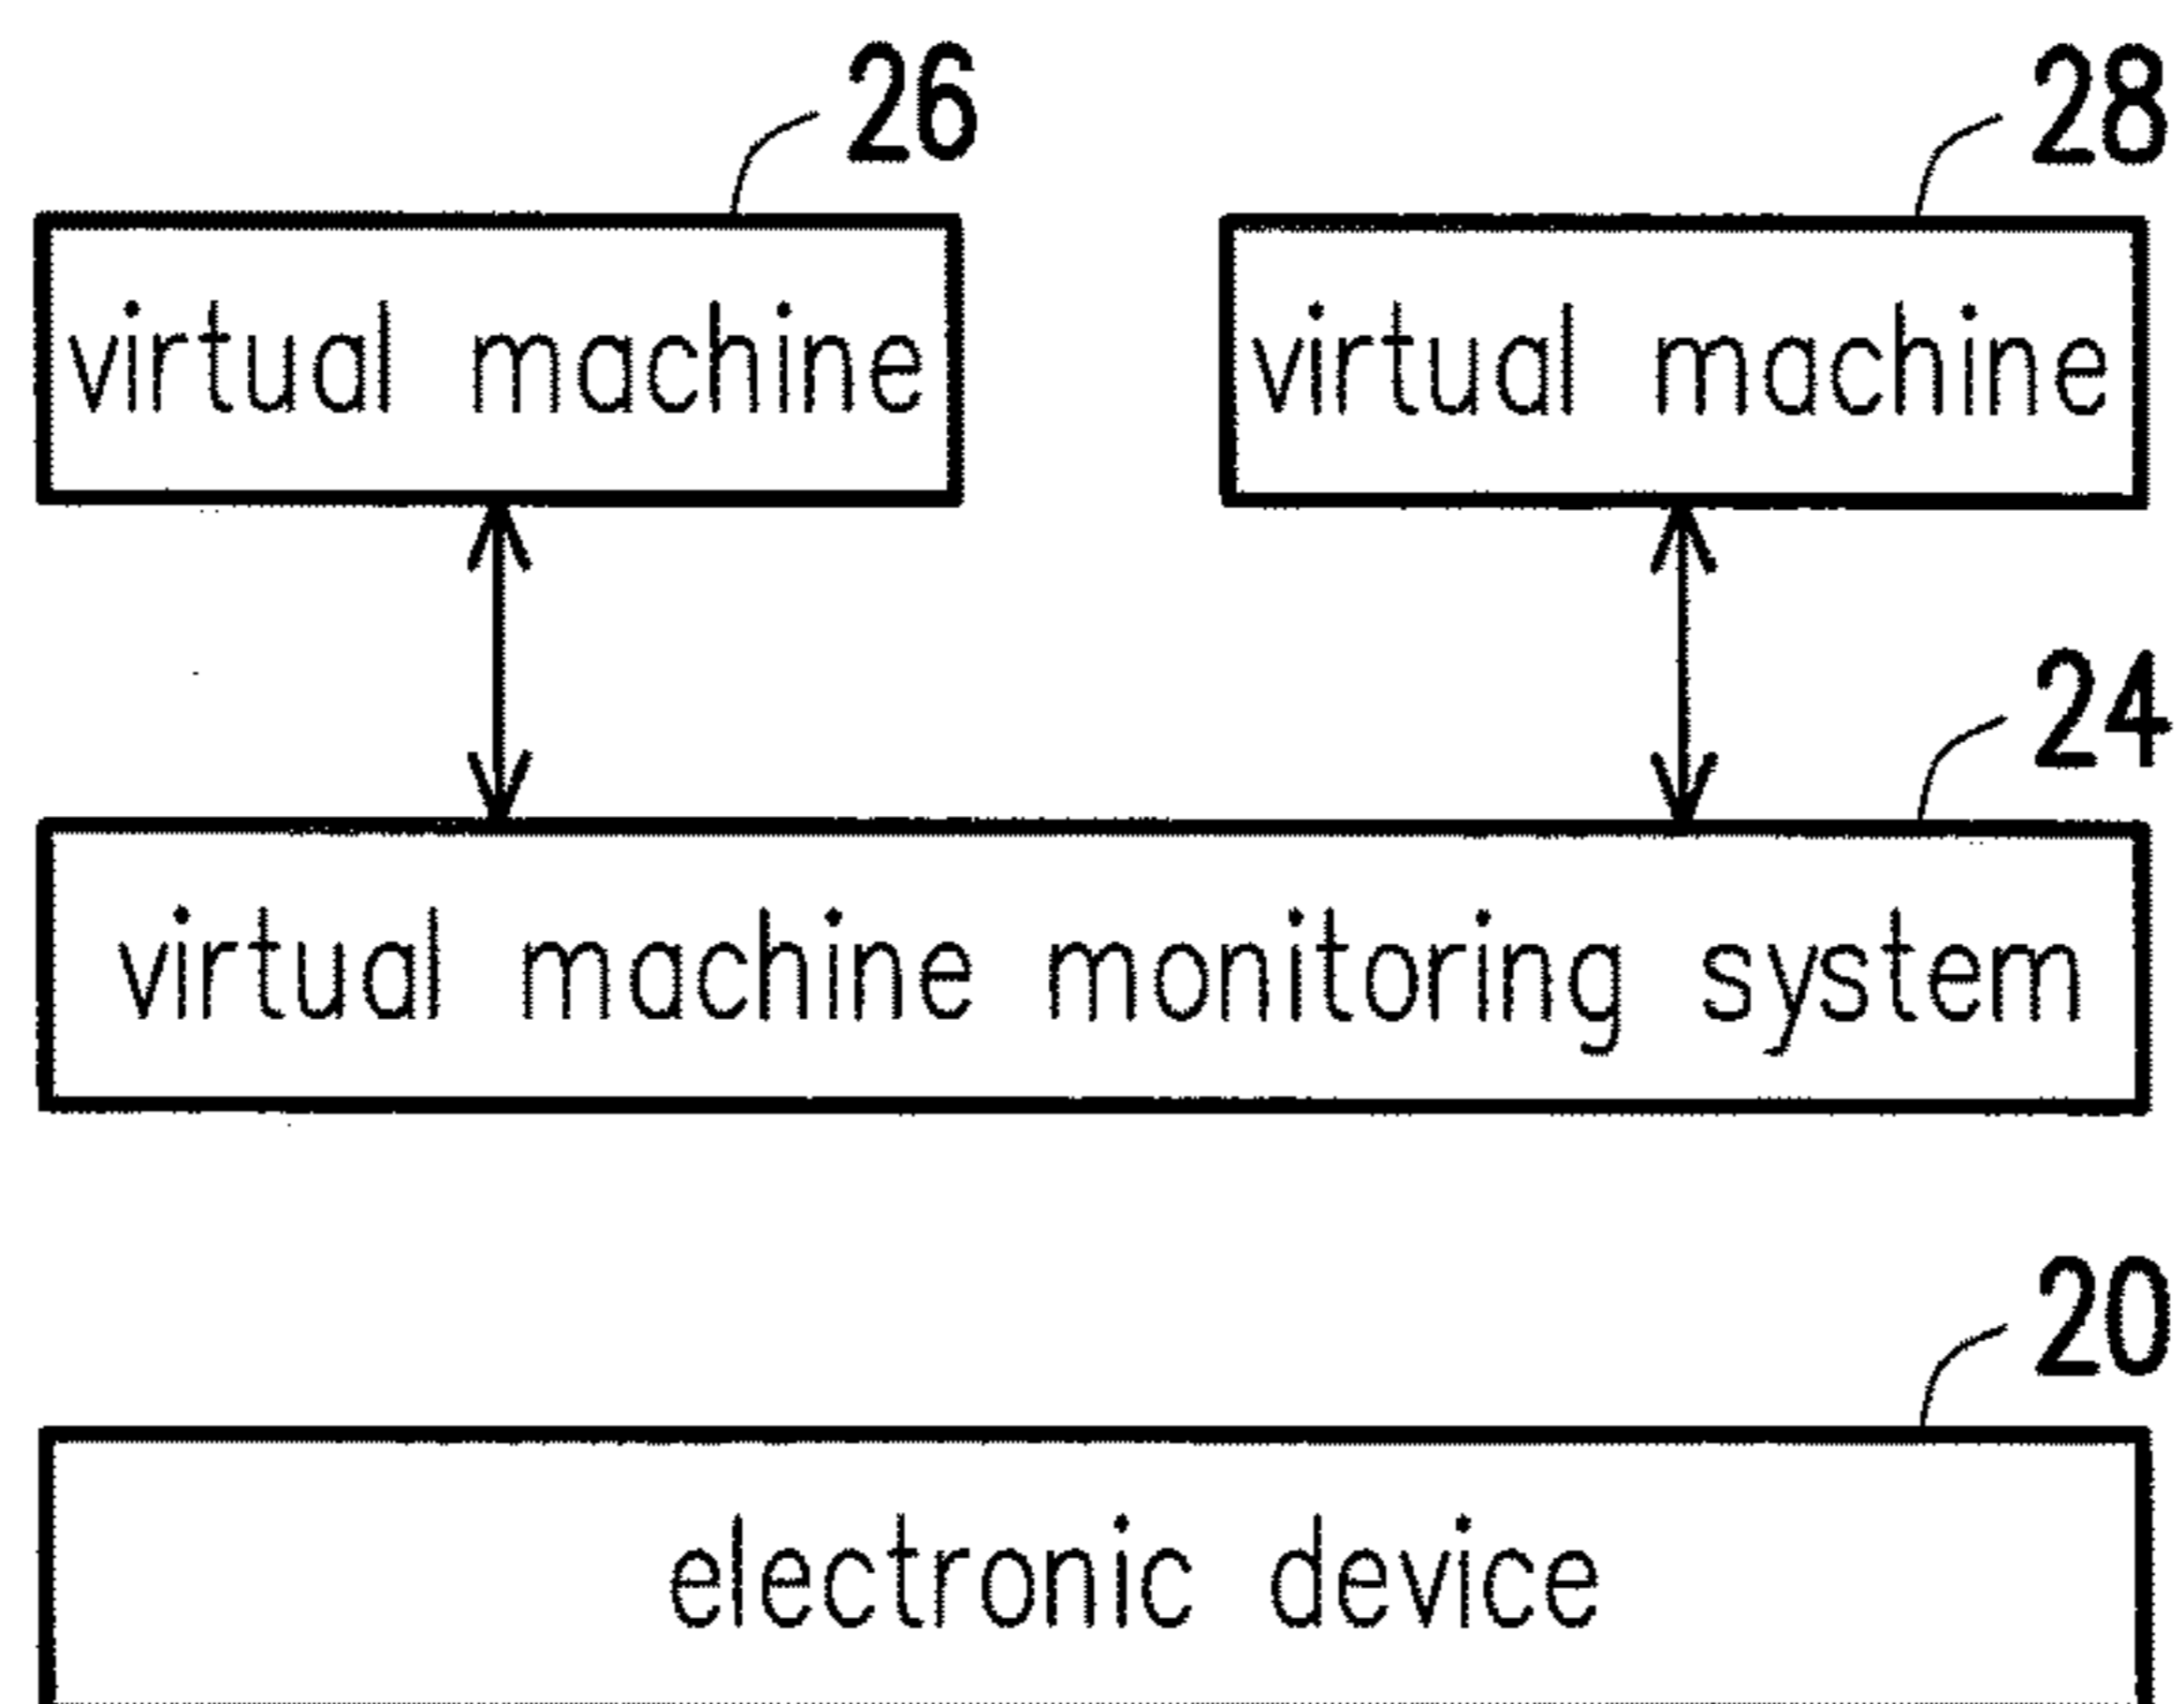 26
28
virtual machine
virtual machine
24
virtual machine monitoring system
20
electronic device